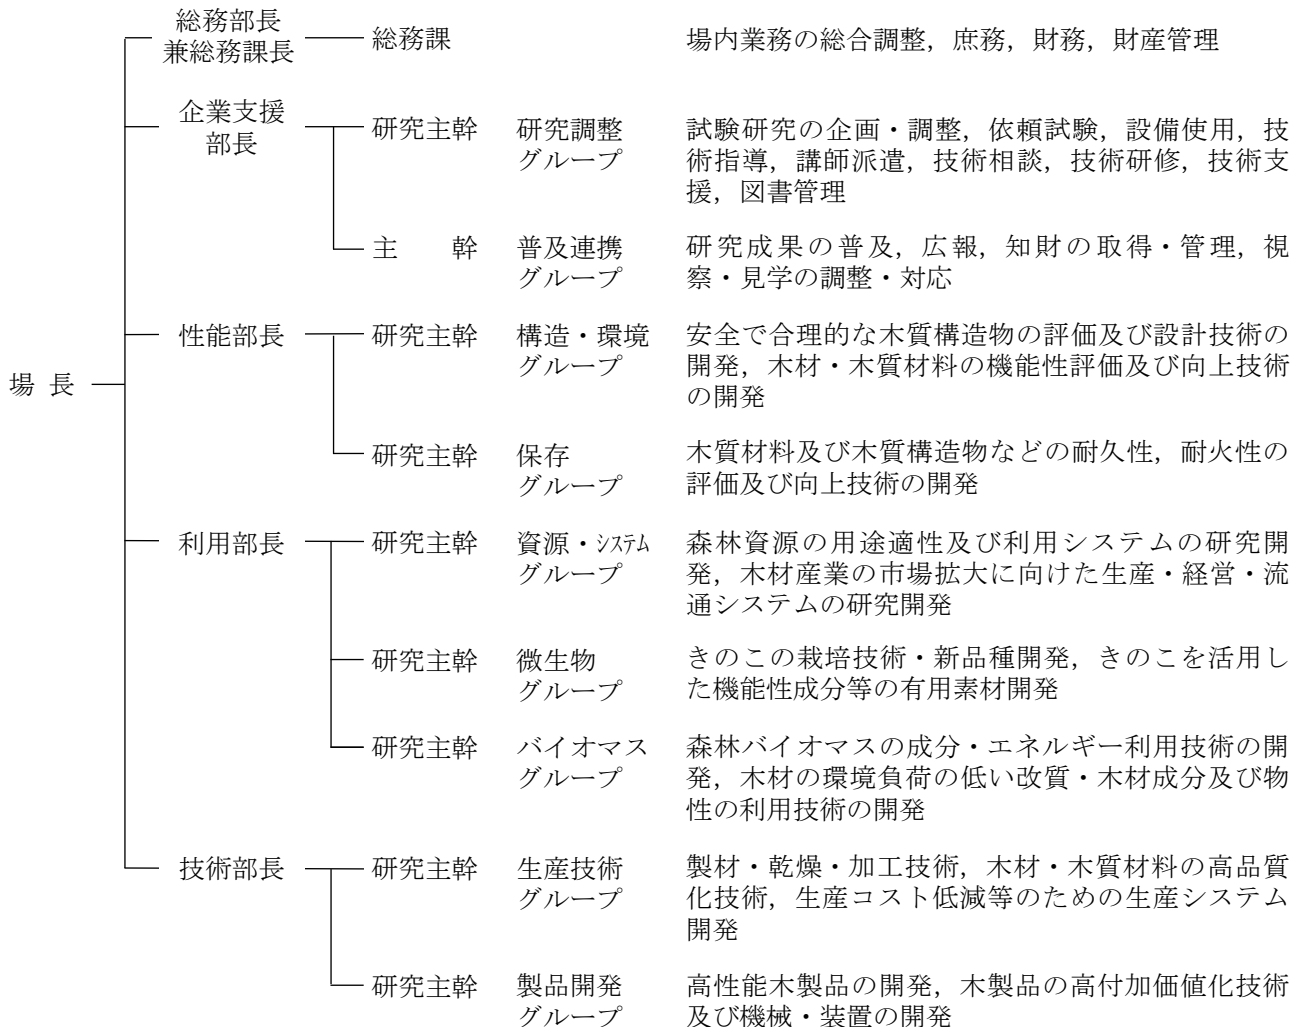 場 長
総務部長
兼総務課長
総務課
場内業務の総合調整，庶務，財務，財産管理
企業支援
部長
研究主幹
研究調整
グループ
試験研究の企画・調整，依頼試験，設備使用，技
術指導，講師派遣，技術相談，技術研修，技術支
援，図書管理
主　幹
普及連携
グループ
研究成果の普及，広報，知財の取得・管理，視
察・見学の調整・対応
性能部長
研究主幹
構造・環境
グループ
安全で合理的な木質構造物の評価及び設計技術の
開発，木材・木質材料の機能性評価及び向上技術
の開発
研究主幹
保存
グループ
木質材料及び木質構造物などの耐久性，耐火性の
評価及び向上技術の開発
利用部長
研究主幹
資源・ｼｽﾃﾑ
グループ
森林資源の用途適性及び利用システムの研究開
発，木材産業の市場拡大に向けた生産・経営・流
通システムの研究開発
研究主幹
微生物
グループ
きのこの栽培技術・新品種開発，きのこを活用し
た機能性成分等の有用素材開発
研究主幹
バイオマス
グループ
森林バイオマスの成分・エネルギー利用技術の開
発，木材の環境負荷の低い改質・木材成分及び物
性の利用技術の開発
技術部長
研究主幹
生産技術
グループ
製材・乾燥・加工技術，木材・木質材料の高品質
化技術，生産コスト低減等のための生産システム
開発
研究主幹
製品開発
グループ
高性能木製品の開発，木製品の高付加価値化技術
及び機械・装置の開発